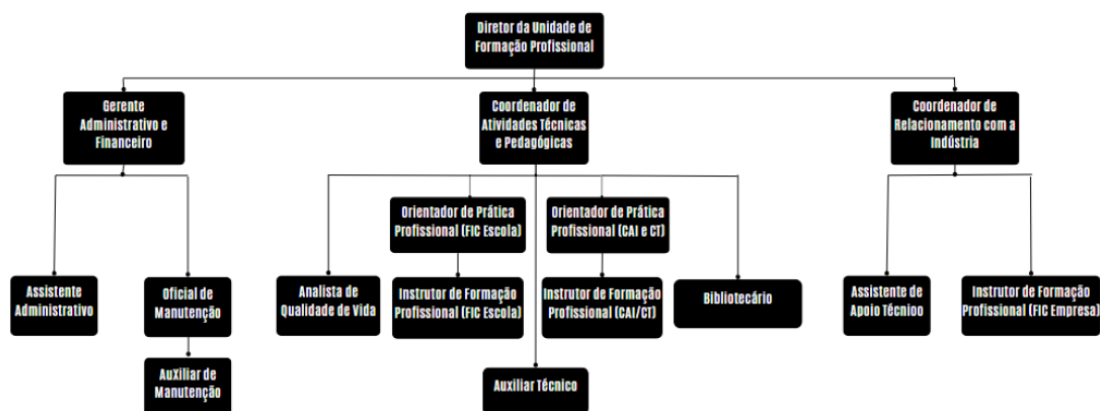 Diretor da Unidade de
Formação Profissional
Gerente
Administrativo e
Financeiro
Coordenador de
Atividades Técnicas
e Pedagógicas
Coordenador de
Relacionamento com a
Indústria
Orientador de Prática
Profissional (FIC Escola)
Orientador de Prática
Profissional (CAI e CT)
Assistente
Administrativo
Oficial de
Manutenção
Analista de
Qualidade de Vida
Instrutor de Formação
Profissional (FIC Escola)
Instrutor de Formação
Profissional (CAI/CT)
Bibliotecário
Assistente de
Apoio Técnico
Instrutor de Formação
Profissional (FIC Empresa)
Auxiliar de
Manutenção
Auxiliar Técnico